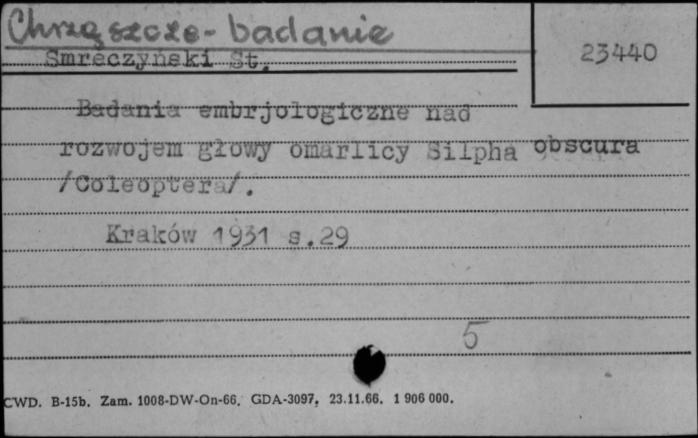 Chrząszcze - badanie
23440
Smreczyński St.
Badania embrjologiczne nad
rozwojem głowy omarlicy Silpha obscura
/Coleoptera/.
Kraków 1931 s.29
5
CWD. B-15b. Zam. 1008-DW-On-66. GDA-3097, 23.11.66. 1 906 000.